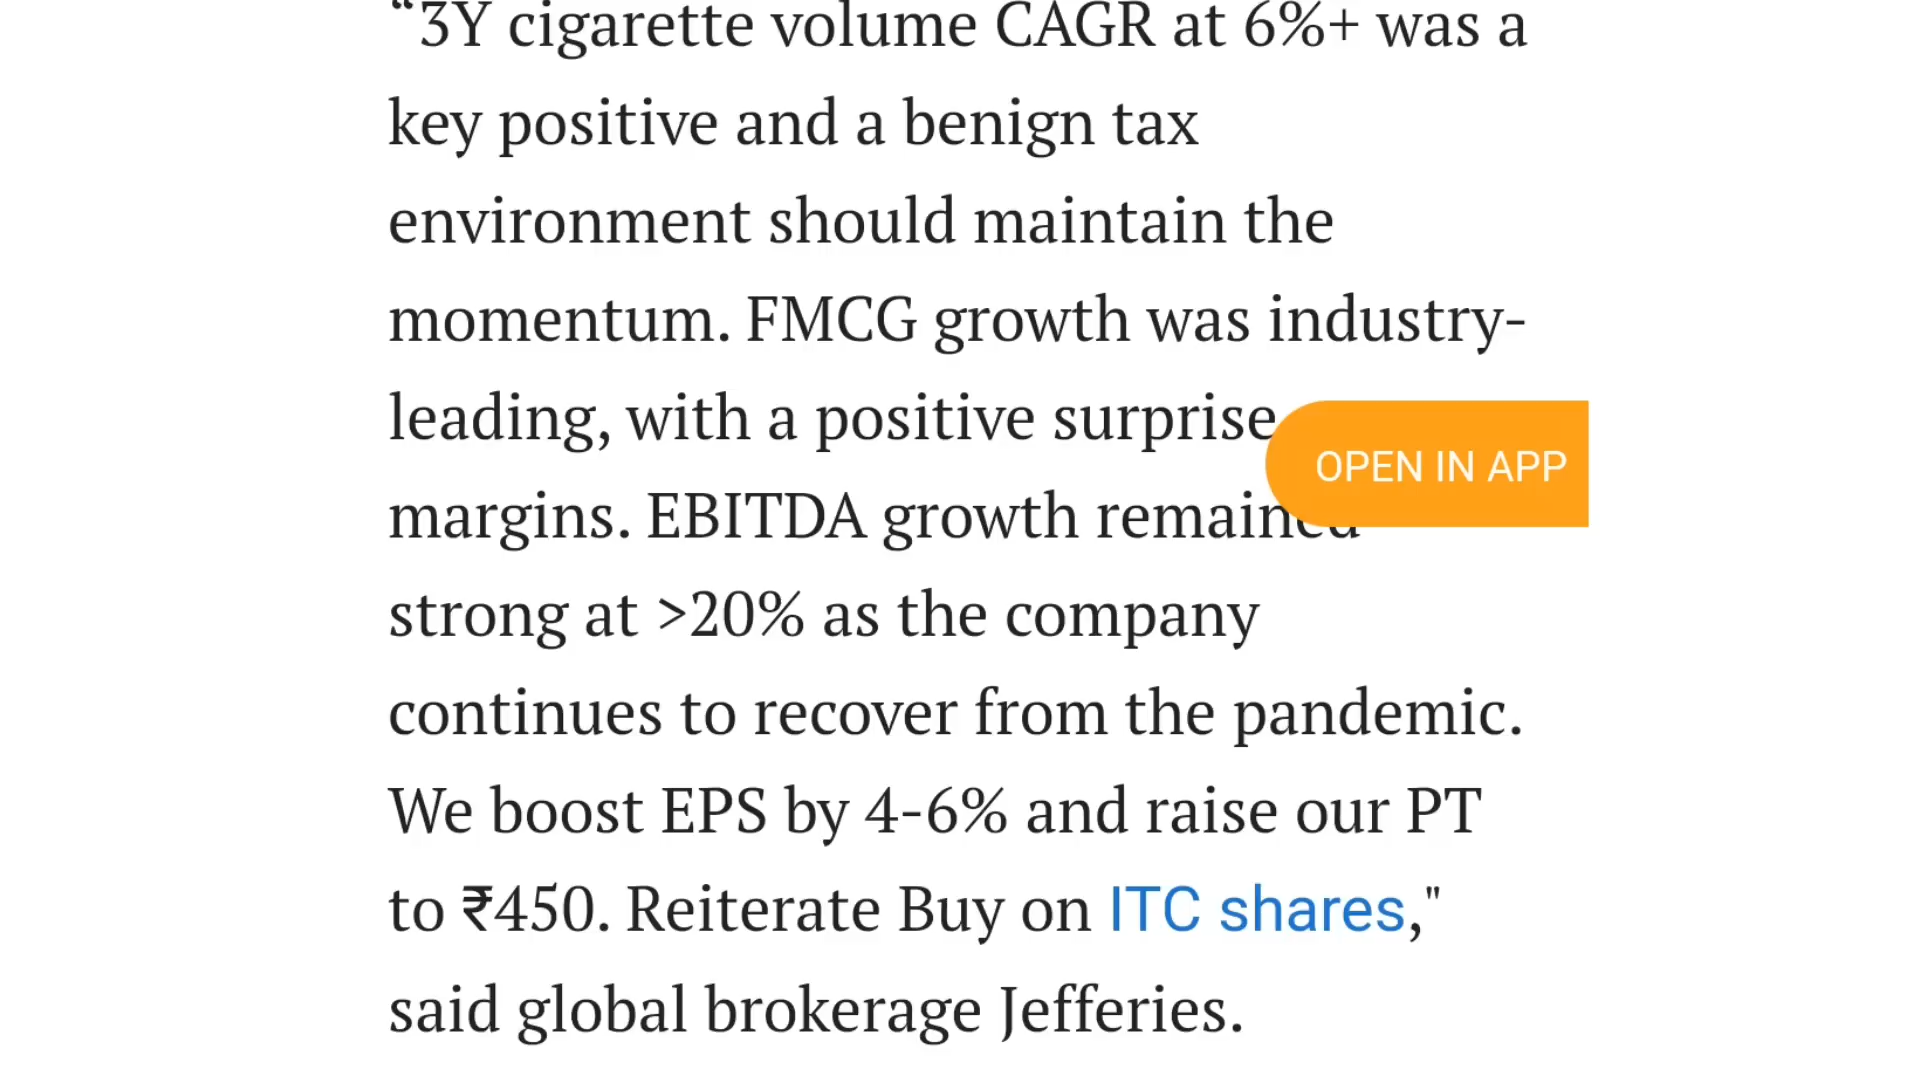 “3Y cigarette volume CAGR at 6%+ was a
key positive and a benign tax
environment should maintain the
momentum. FMCG growth was industry-
leading, with a positive surprise
OPEN IN APP
margins. EBITDA growth remained
strong at >20% as the company
continues to recover from the pandemic.
We boost EPS by 4-6% and raise our PT
to ₹450. Reiterate Buy on ITC shares,"
said global brokerage Jefferies.